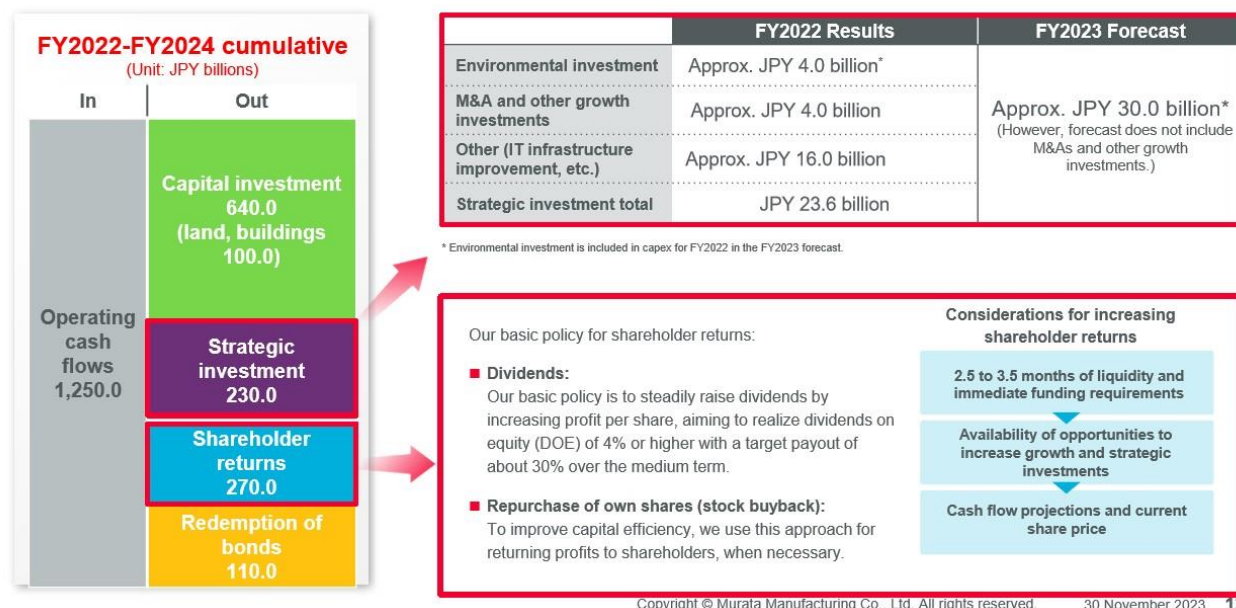 FY2022-FY2024 cumulative
(Unit: JPY billions)
In
Out
Operating
cash
flows
1,250.0
Capital investment
640.0
(land, buildings
100.0)
Strategic
investment
230.0
Shareholder
returns
270.0
Redemption of
bonds
110.0
FY2022 Results
FY2023 Forecast
Environmental investment
Approx. JPY 4.0 billion*
M&A and other growth
investments
Approx. JPY 4.0 billion
Other (IT infrastructure
improvement, etc.)
Approx. JPY 16.0 billion
Strategic investment total
JPY 23.6 billion
Approx. JPY 30.0 billion*
(However, forecast does not include
M&As and other growth
investments.)
* Environmental investment is included in capex for FY2022 in the FY2023 forecast.
Our basic policy for shareholder returns:
■ Dividends:
Our basic policy is to steadily raise dividends by
increasing profit per share, aiming to realize dividends on
equity (DOE) of 4% or higher with a target payout of
about 30% over the medium term.
■ Repurchase of own shares (stock buyback):
To improve capital efficiency, we use this approach for
returning profits to shareholders, when necessary.
Considerations for increasing
shareholder returns
2.5 to 3.5 months of liquidity and
immediate funding requirements
Availability of opportunities to
increase growth and strategic
investments
Cash flow projections and current
share price
Copyright © Murata Manufacturing Co., Ltd. All rights reserved.
30 November 2023